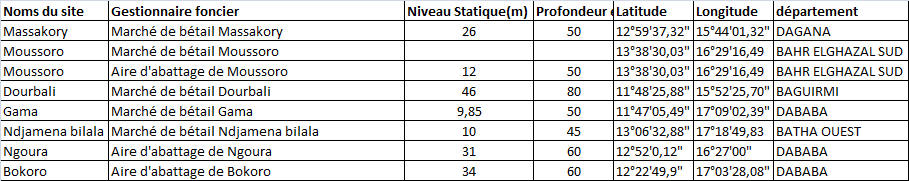 Noms du site Gestionnaire foncier Niveau Statique(m) Profondeur Latitude Longitude département
Massakory Marché de bétail Massakory 26 50 12°59'37,32" 15°44'01,32" DAGANA
Moussoro Marché de bétail Moussoro 13°38'30,03" 16°29'16,49 BAHR ELGHAZAL SUD
Moussoro Aire d'abattage de Moussoro 12 50 13°38'30,03" 16°29'16,49 BAHR ELGHAZAL SUD
Dourbali Marché de bétail Dourbali 46 80 11°48'25,88" 15°52'25,70" BAGUIRMI
Gama Marché de bétail Gama 9,85 50 11°47'05,49" 17°09'02,39" DABABA
Ndjamena bilala Marché de bétail Ndjamena bilala 10 45 13°06'32,88" 17°18'49,83 BATHA OUEST
Ngoura Aire d'abattage de Ngoura 31 60 12°52'0,12" 16°27'00" DABABA
Bokoro Aire d'abattage de Bokoro 34 60 12°22'49,9" 17°03'28,08" DABABA